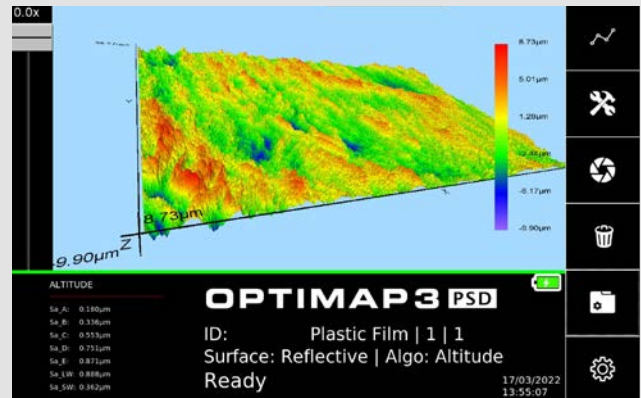 0.0x
8.73µm
5.01µm
1.28µm
-6.17µm
-9.90µm
Y
X
8.73µm
Z
-9.90µm
ALTITUDE
Sa_A: 0.180µm
Sa_B: 0.336µm
Sa_C: 0.553µm
Sa_D: 0.751µm
Sa_E: 0.871µm
Sa_LW: 0.888µm
Sa_SW: 0.362µm
OPTIMAP3 PSD
ID: Plastic Film | 1 | 1
Surface: Reflective | Algo: Altitude
Ready
17/03/2022
13:55:07